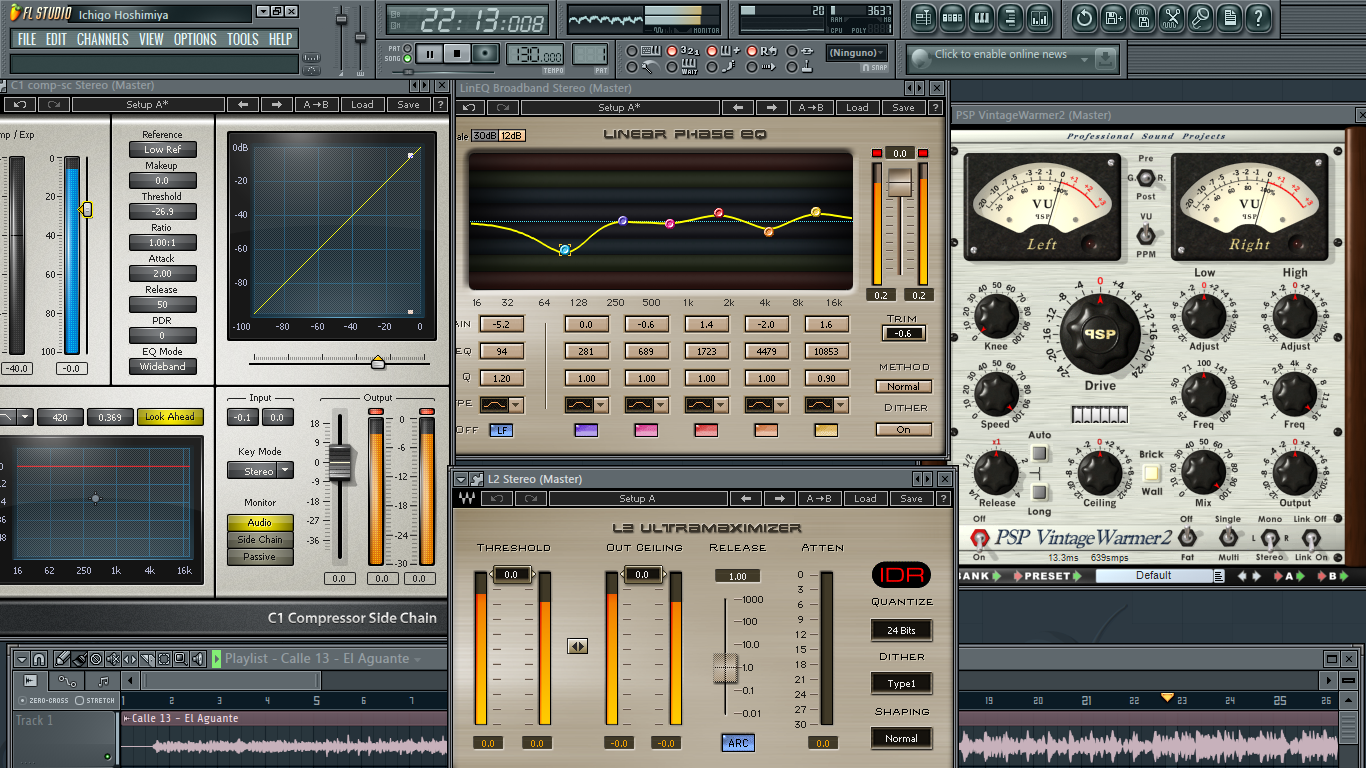 FL STUDIO Ichigo Hoshimiya
FILE EDIT CHANNELS VIEW OPTIONS TOOLS HELP
22:13:008
MONITOR
20 3637
CPU POLY
PAT
SONG
130.000
TEMPO
1
PAT
3 2 1
WAIT
(Ninguno)
SNAP
Click to enable online news
C1 comp-sc Stereo (Master)
Setup A* A→B Load Save ?
mp / Exp
0
20
40
60
80
100
-40.0 -0.0
Reference
Low Ref
Makeup
0.0
Threshold
-26.9
Ratio
1.00:1
Attack
2.00
Release
50
PDR
0
EQ Mode
Wideband
0dB
-20
-40
-60
-80
-100 -80 -60 -40 -20 0
420 0.369 Look Ahead
16 62 250 1k 4k 16k
Input
-0.1 0.0
Key Mode
Stereo
Monitor
Audio
Side Chain
Passive
Output
18
9
0
-9
-18
-27
-36
0
-6
-12
-18
-24
-30
0.0 0.0 0.0
C1 Compressor Side Chain
LinEQ Broadband Stereo (Master)
Setup A* A→B Load Save ?
ale 30dB 12dB
LINEAR PHASE EQ
0.0
0.2 0.2
16 32 64 128 250 500 1k 2k 4k 8k 16k
AIN -5.2 0.0 -0.6 1.4 -2.0 1.6
EQ 94 281 689 1723 4479 10853
Q 1.20 1.00 1.00 1.00 1.00 0.90
YPE
OFF LF
TRIM
-0.6
METHOD
Normal
DITHER
On
L2 Stereo (Master)
Setup A A→B Load Save ?
L2 ULTRAMAXIMIZER
THRESHOLD OUT CEILING RELEASE ATTEN
0.0 0.0 1.00
1000
100
10.0
1.0
0.1
0.01
0
3
6
9
12
15
18
21
24
27
30
0.0 0.0 -0.0 -0.0 ARC 0.0
IDR
QUANTIZE
24 Bits
DITHER
Type1
SHAPING
Normal
PSP VintageWarmer2 (Master)
Professional Sound Projects
VU
PSP
Left
Pre
G. R.
Post
VU
PPM
VU
PSP
Right
Knee
Drive
PSP
Low
Adjust
High
Adjust
Speed
Freq
Freq
Release
Auto
Long
Ceiling
Brick
Wall
Mix
Output
Off
On
PSP VintageWarmer2
13.3ms 639smps
Off
Fat
Single
Multi
Mono
L R
Stereo
Link Off
Link On
BANK PRESET Default A B
Playlist - Calle 13 - El Aguante
ZERO-CROSS STRETCH
1 2 3 4 5 6 7
19 20 21 22 23 24 25 26
Track 1
Calle 13 - El Aguante